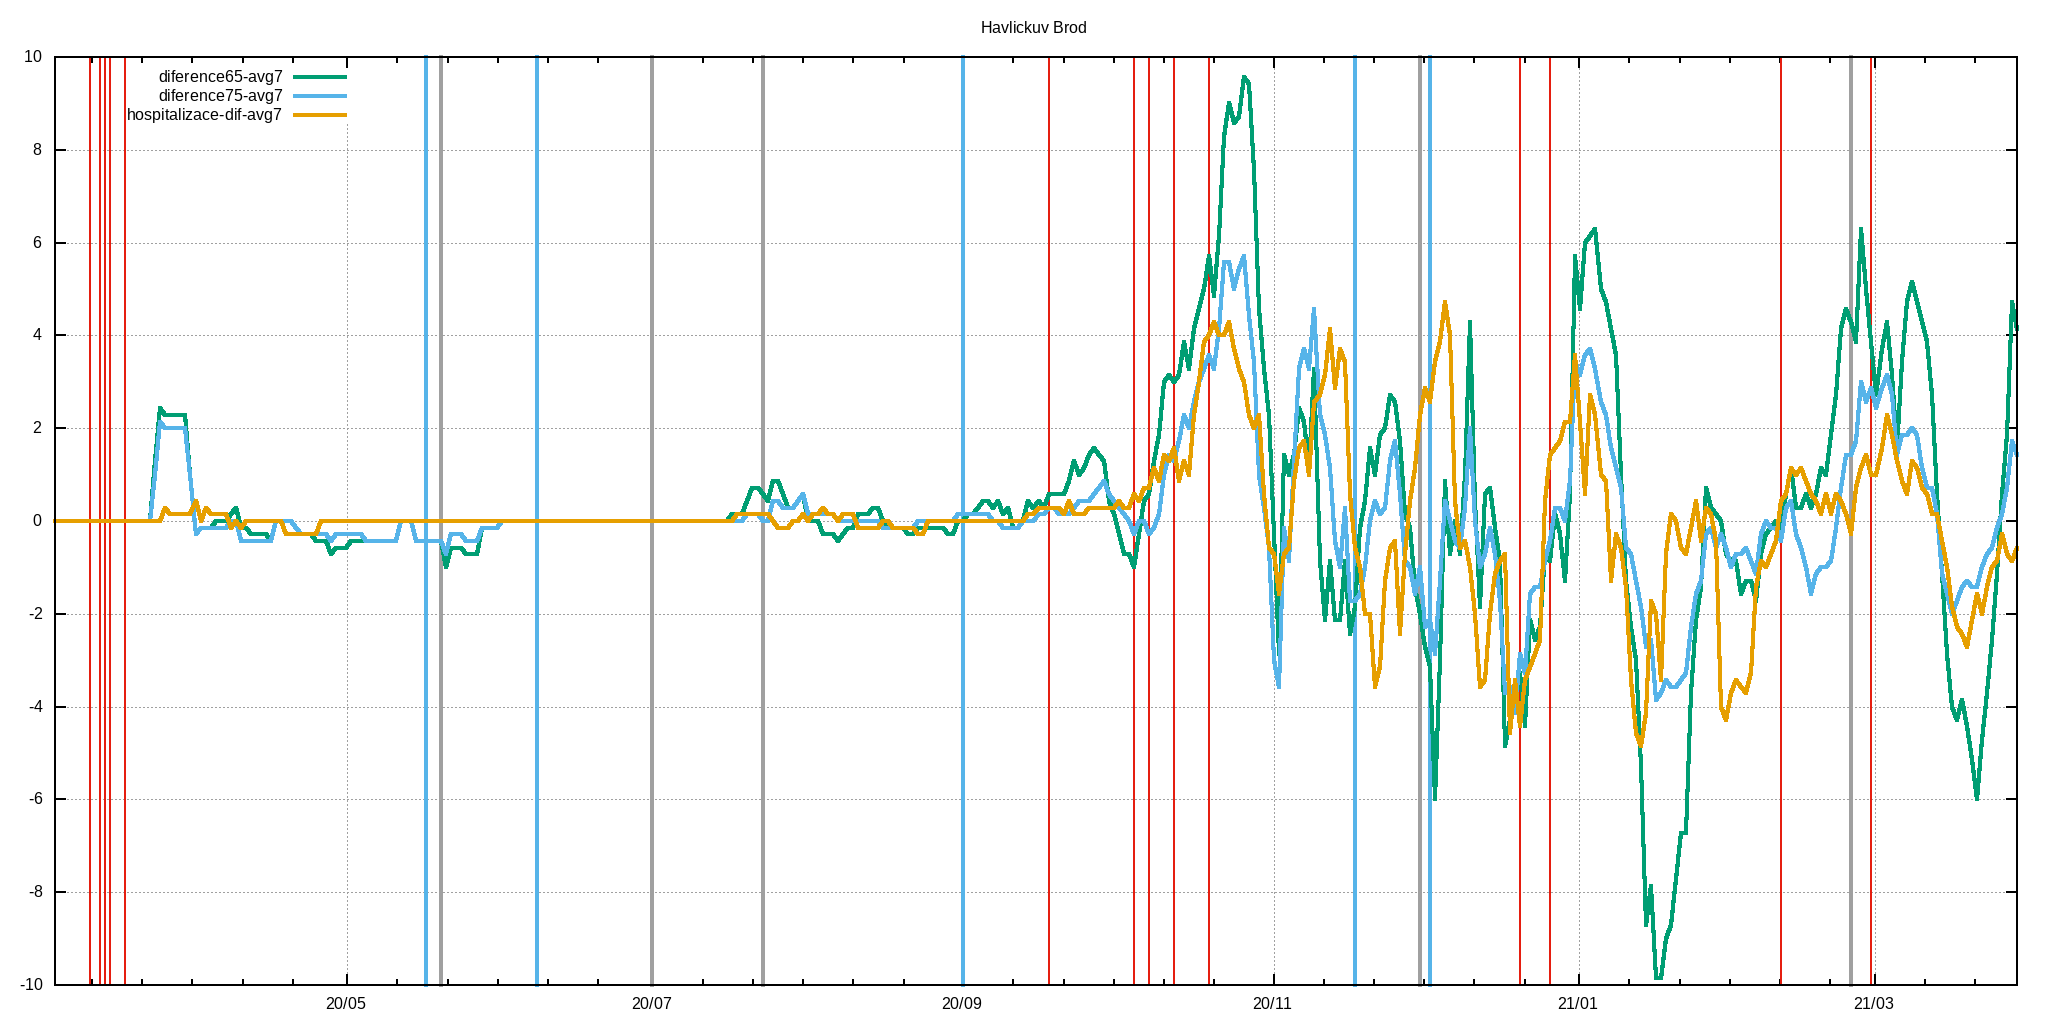 Havlickuv Brod
10
diference65-avg7
diference75-avg7
hospitalizace-dif-avg7
8
6
4
2
0
-2
-4
-6
-8
-10
20/05 20/07 20/09 20/11 21/01 21/03